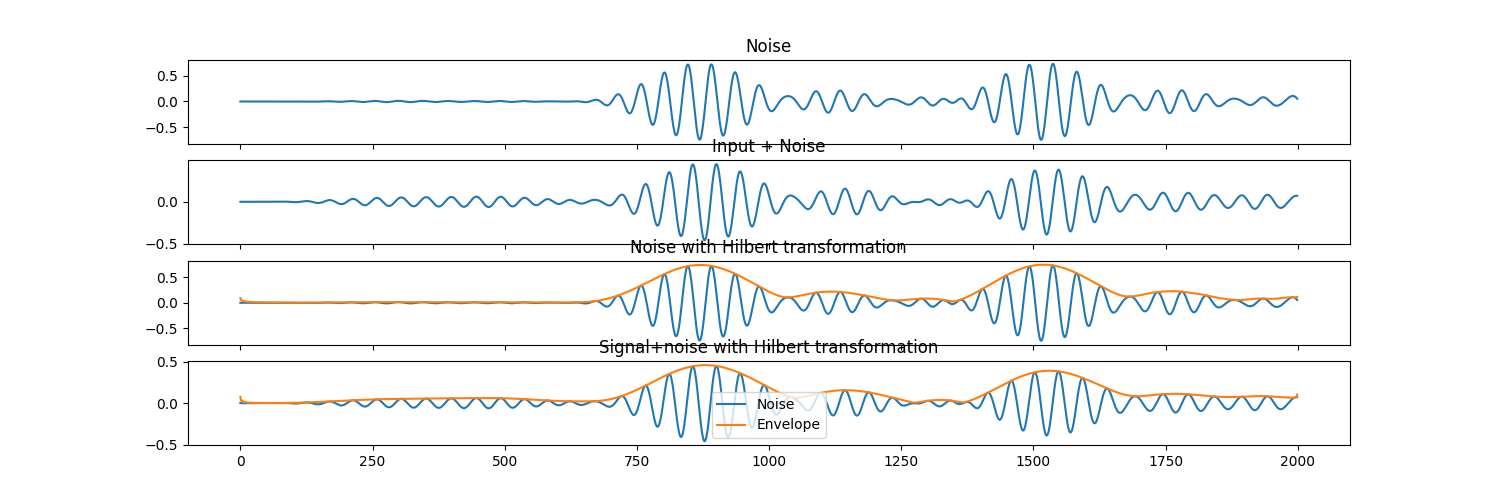 Noise
0.5
0.0
−0.5
Input + Noise
0.0
−0.5
Noise with Hilbert transformation
0.5
0.0
−0.5
Signal+noise with Hilbert transformation
0.5
0.0
−0.5
Noise
Envelope
0 250 500 750 1000 1250 1500 1750 2000